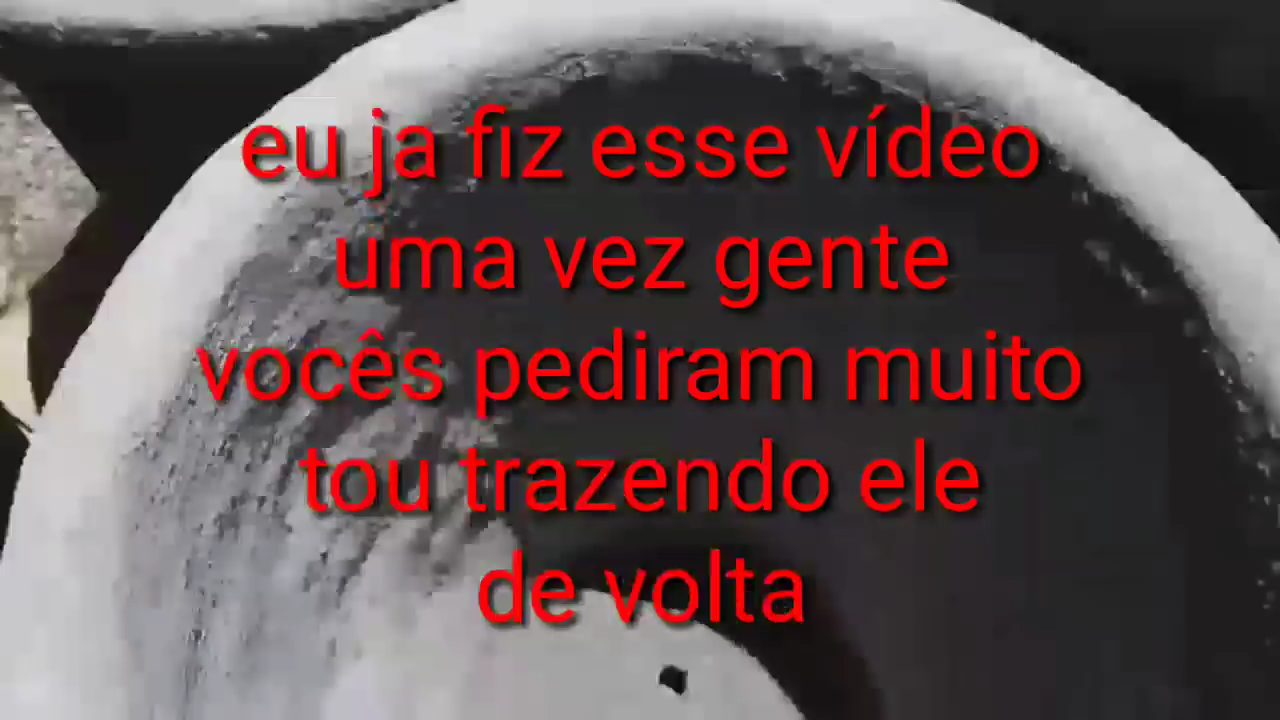 eu ja fiz esse vídeo
uma vez gente
vocês pediram muito
tou trazendo ele
de volta